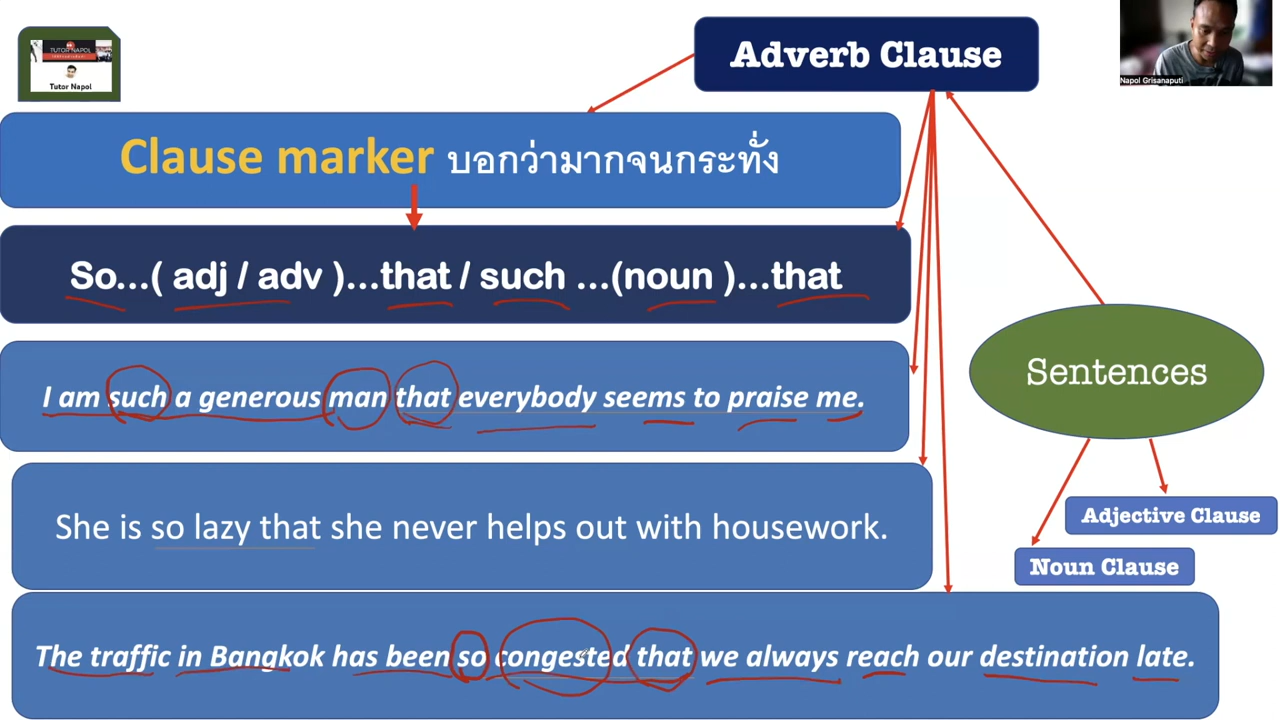 TUTOR NAPOL
Tutor Napol
Adverb Clause
Napol Grisanaputi
Clause marker บอกว่ามากจนกระทั่ง
So...( adj / adv )...that / such ...(noun )...that
I am such a generous man that everybody seems to praise me.
She is so lazy that she never helps out with housework.
The traffic in Bangkok has been so congested that we always reach our destination late.
Sentences
Adjective Clause
Noun Clause